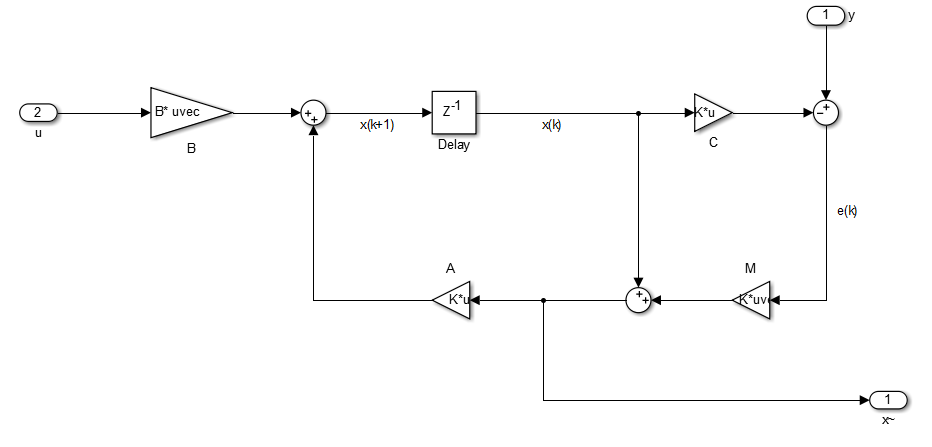 1
y
2
u
B* uvec
B
+
+
x(k+1)
z-1
Delay
x(k)
K*u
C
+
−
e(k)
A
K*u
+
+
M
K*uv
1
x~